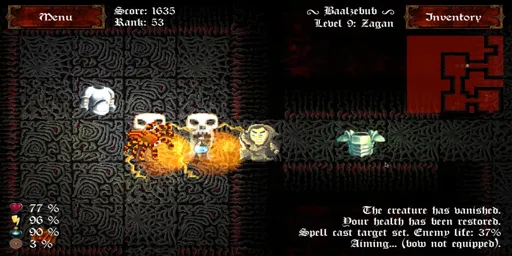 Menu
Score: 1635
Rank: 53
~ Baalzebub ~
Level 9: Zagan
Inventory
77 %
96 %
90 %
3 %
The creature has vanished.
Your health has been restored.
Spell cast target set. Enemy life: 37%
Aiming... (bow not equipped).